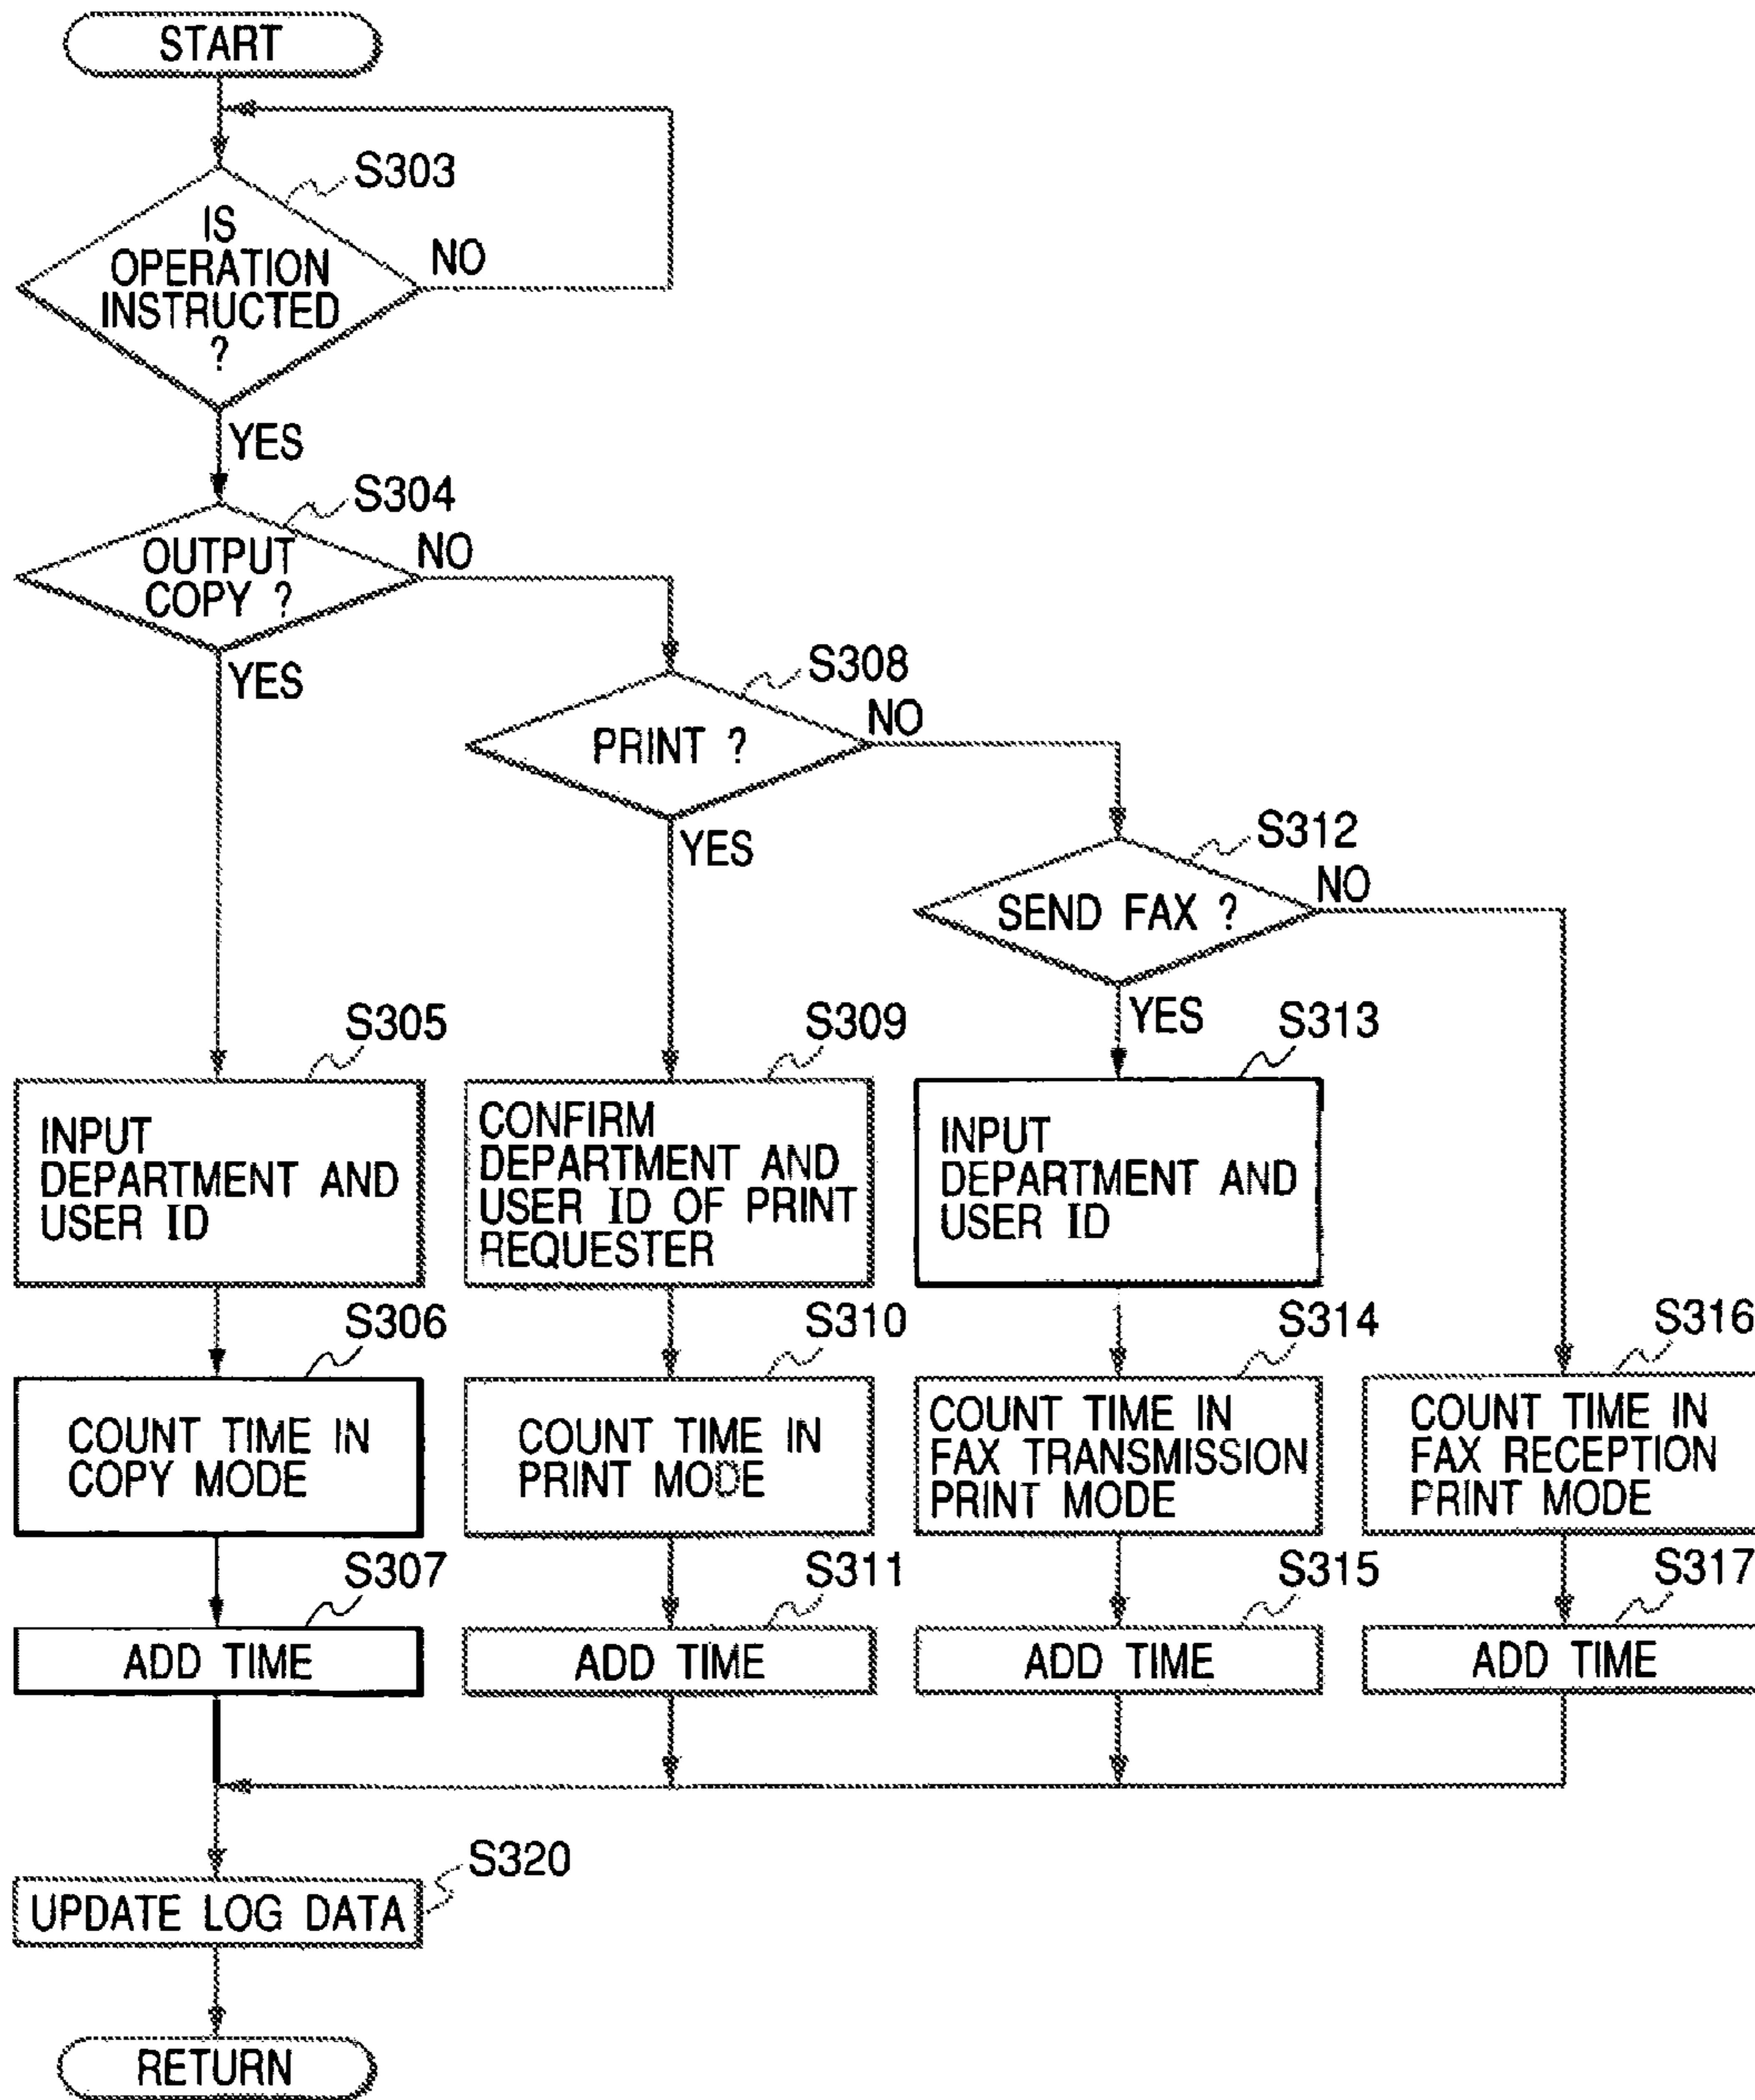 START
S303
IS
OPERATION
INSTRUCTED
?
NO
YES
S304
OUTPUT
COPY ?
NO
YES
S308
PRINT ?
NO
YES
S312
SEND FAX ?
NO
YES
S305
INPUT
DEPARTMENT AND
USER ID
S309
CONFIRM
DEPARTMENT AND
USER ID OF PRINT
REQUESTER
S313
INPUT
DEPARTMENT AND
USER ID
S306
COUNT TIME IN
COPY MODE
S310
COUNT TIME IN
PRINT MODE
S314
COUNT TIME IN
FAX TRANSMISSION
PRINT MODE
S316
COUNT TIME IN
FAX RECEPTION
PRINT MODE
S307
ADD TIME
S311
ADD TIME
S315
ADD TIME
S317
ADD TIME
S320
UPDATE LOG DATA
RETURN